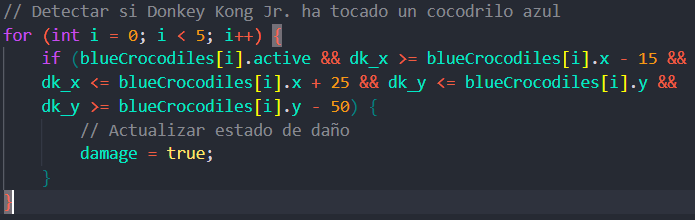 // Detectar si Donkey Kong Jr. ha tocado un cocodrilo azul
for (int i = 0; i < 5; i++) {
    if (blueCrocodiles[i].active && dk_x >= blueCrocodiles[i].x - 15 &&
    dk_x <= blueCrocodiles[i].x + 25 && dk_y <= blueCrocodiles[i].y &&
    dk_y >= blueCrocodiles[i].y - 50) {
        // Actualizar estado de daño
        damage = true;
    }
}